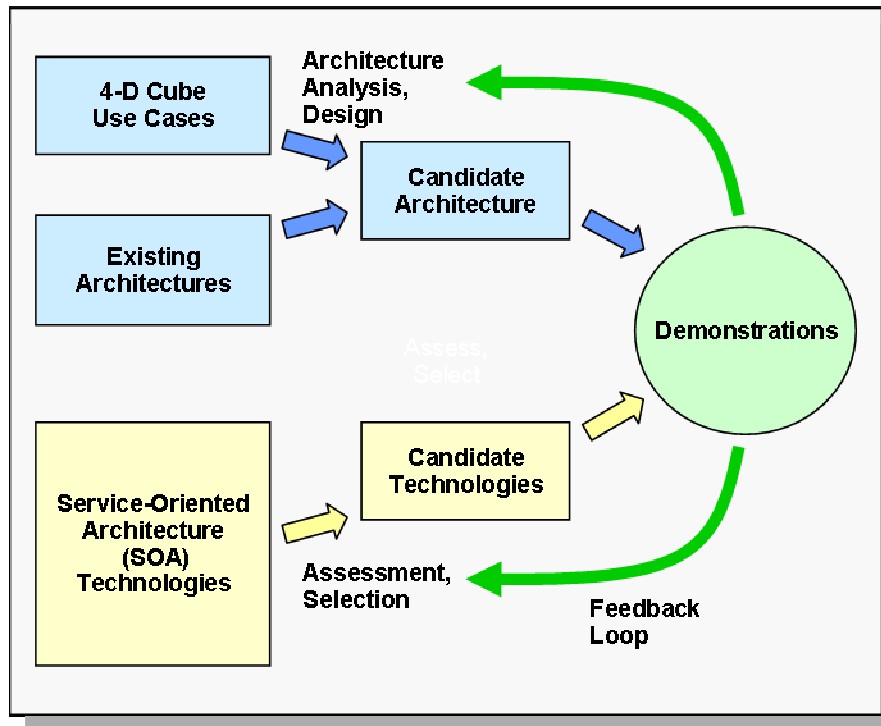 4-D Cube
Use Cases
Architecture
Analysis,
Design
Candidate
Architecture
Existing
Architectures
Demonstrations
Assess,
Select
Service-Oriented
Architecture
(SOA)
Technologies
Candidate
Technologies
Assessment,
Selection
Feedback
Loop